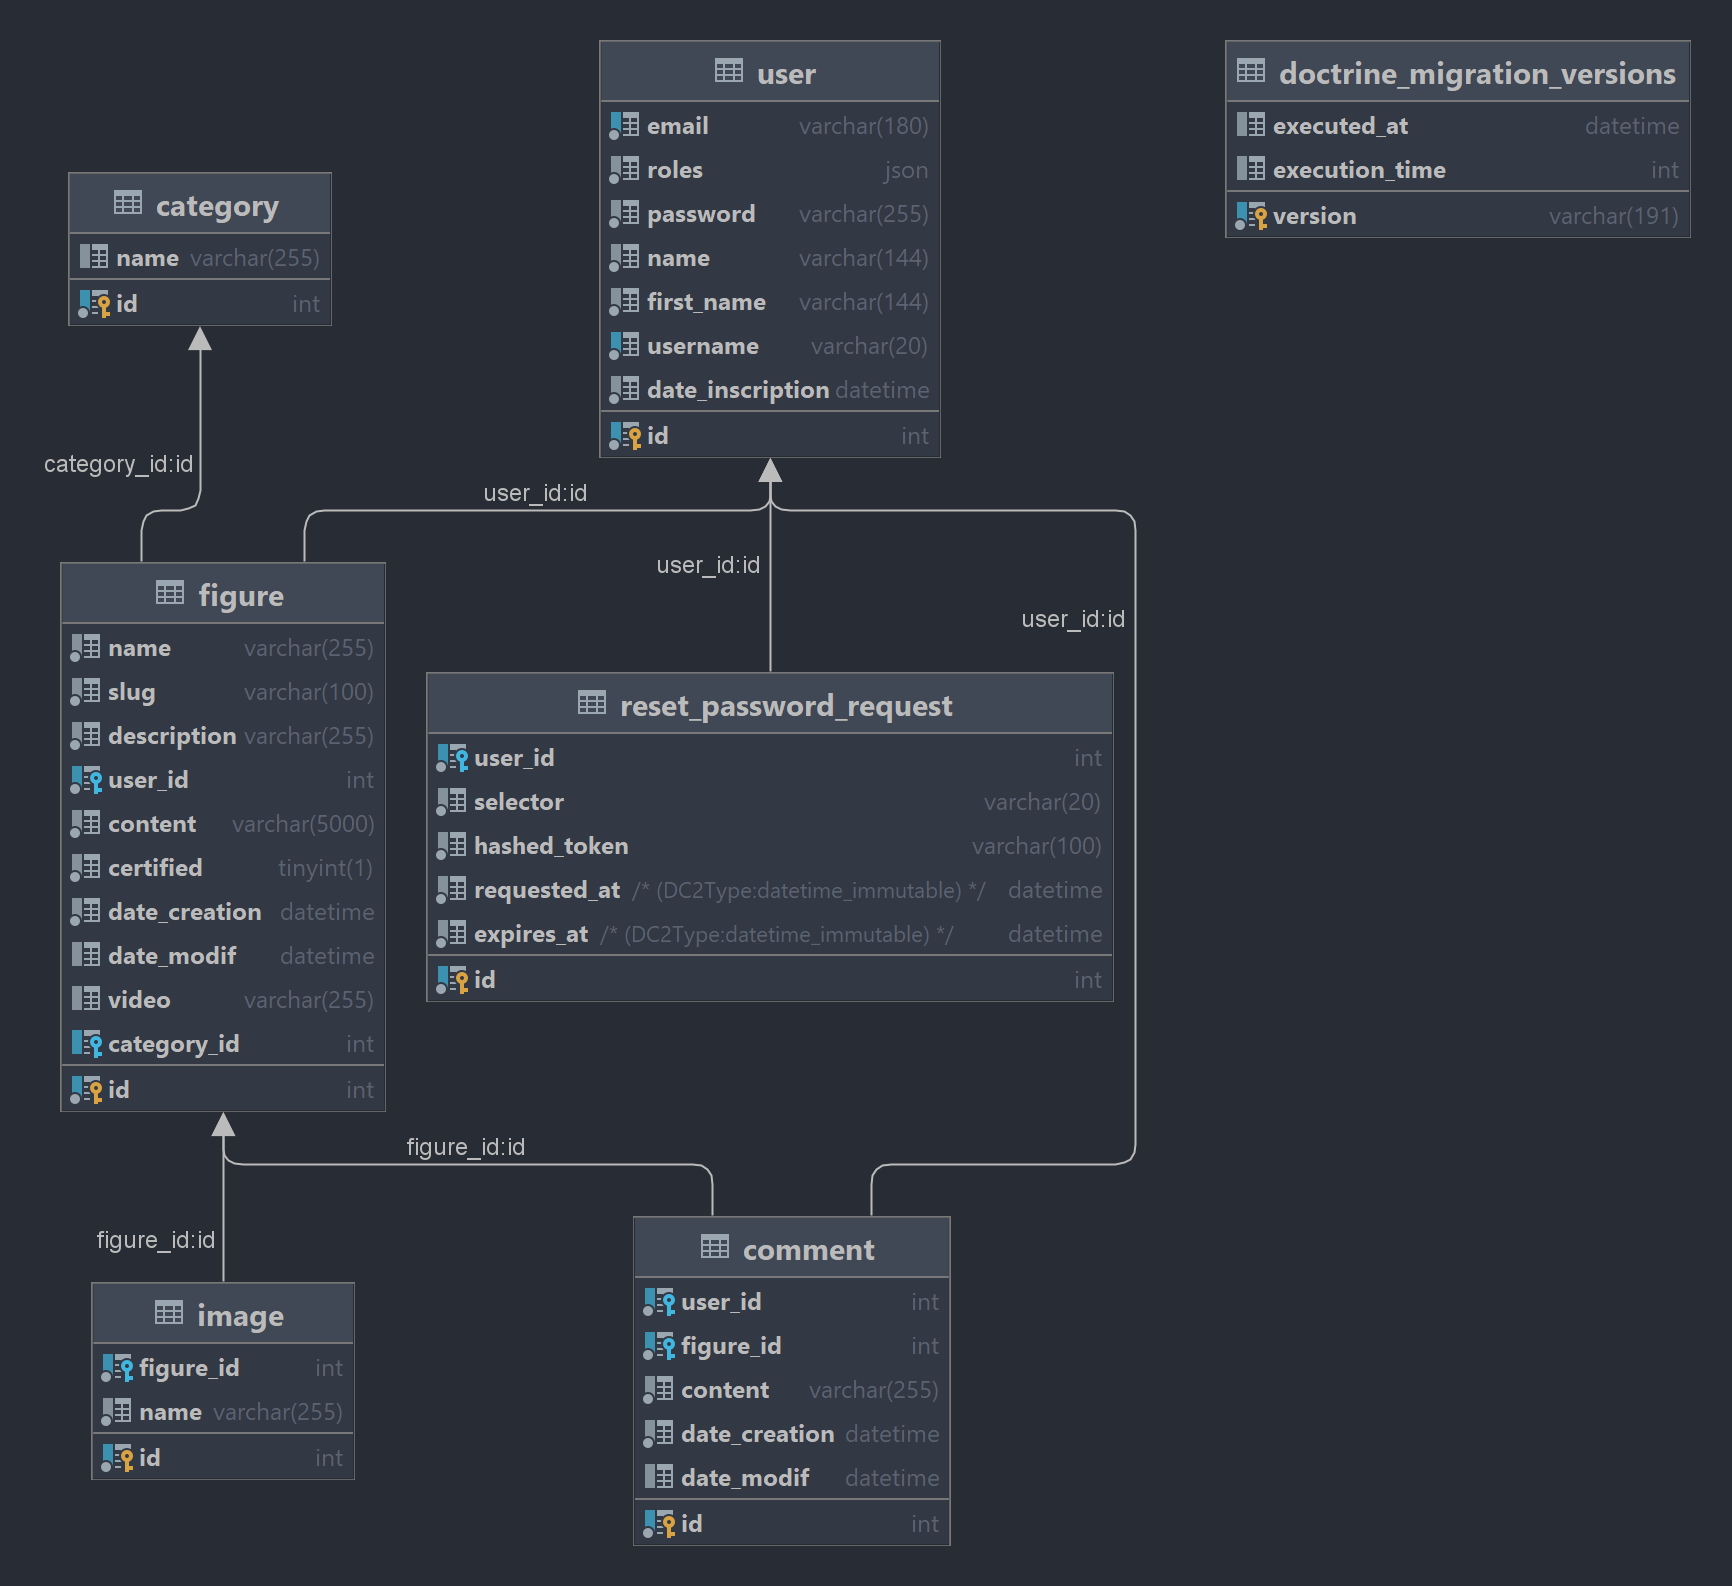 user
email varchar(180)
roles json
password varchar(255)
name varchar(144)
first_name varchar(144)
username varchar(20)
date_inscription datetime
id int
doctrine_migration_versions
executed_at datetime
execution_time int
version varchar(191)
category
name varchar(255)
id int
category_id:id
user_id:id
user_id:id
user_id:id
figure
name varchar(255)
slug varchar(100)
description varchar(255)
user_id int
content varchar(5000)
certified tinyint(1)
date_creation datetime
date_modif datetime
video varchar(255)
category_id int
id int
reset_password_request
user_id int
selector varchar(20)
hashed_token varchar(100)
requested_at /* (DC2Type:datetime_immutable) */ datetime
expires_at /* (DC2Type:datetime_immutable) */ datetime
id int
figure_id:id
figure_id:id
image
figure_id int
name varchar(255)
id int
comment
user_id int
figure_id int
content varchar(255)
date_creation datetime
date_modif datetime
id int